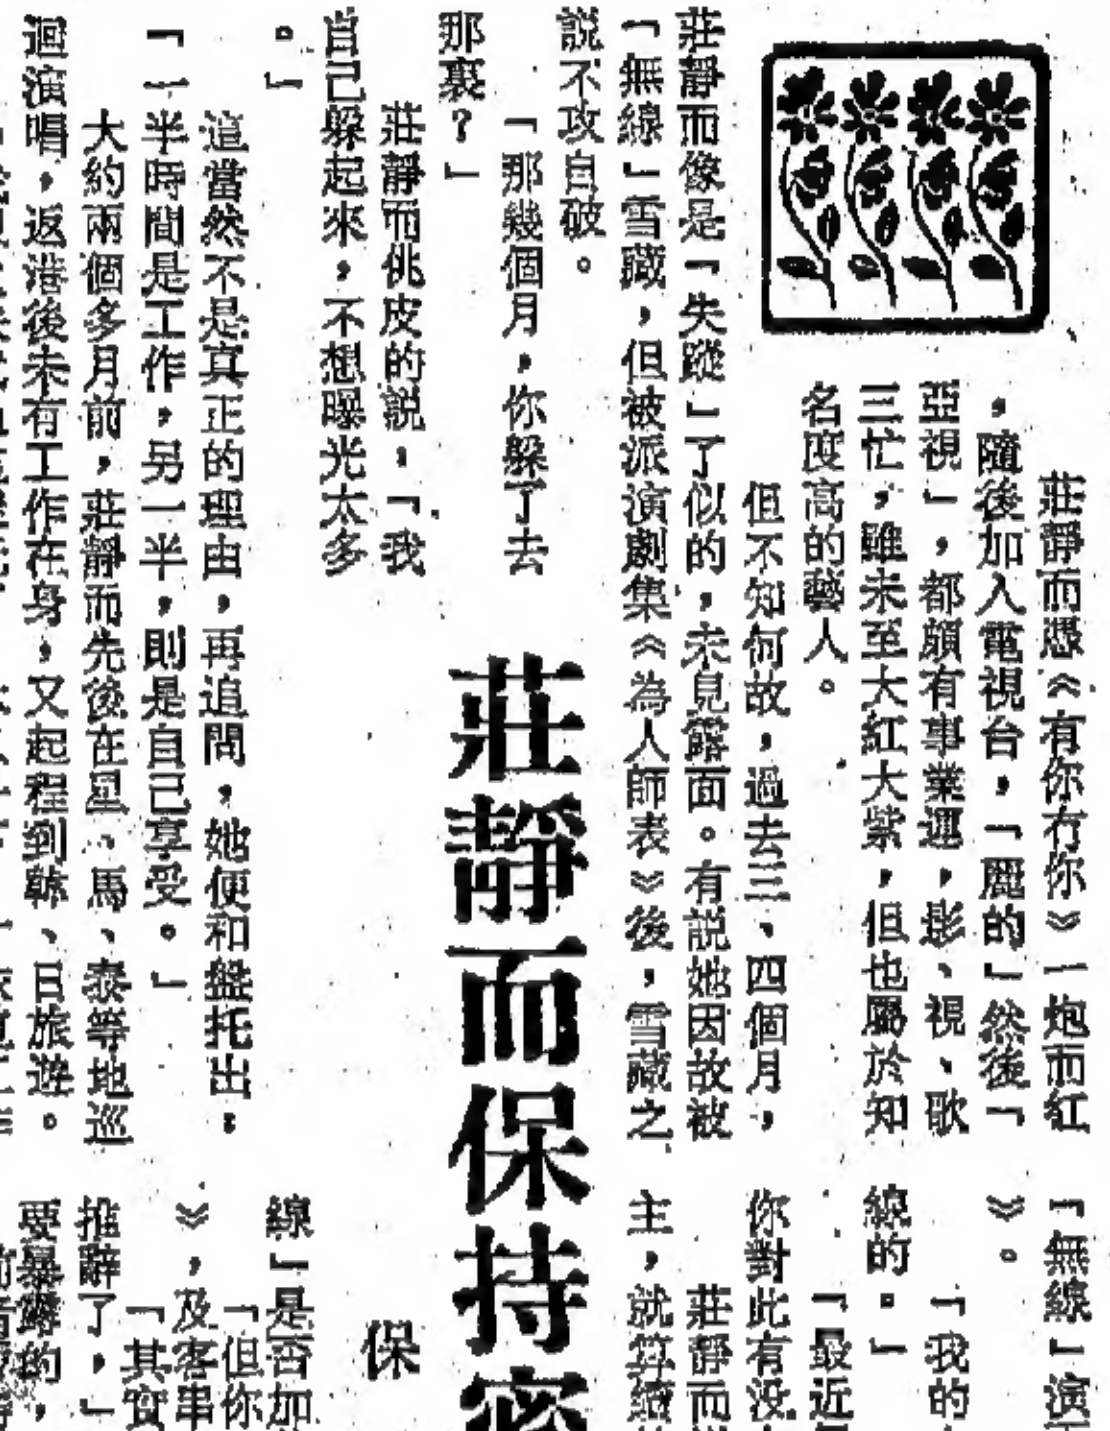 莊靜而憑《有你冇你》一炮而紅
，隨後加入電視台，「麗的」然後「
亞視」，都頗有事業運，影、視、歌
三忙，雖未至大紅大紫，但也屬於知
名度高的藝人。
但不知何故，過去三、四個月，
莊靜而像是「失蹤」了似的，未見露面。有説她因故被
「無線」雪藏，但被派演劇集《為人師表》後，雪藏之
説不攻自破。
「那幾個月，你躲了去
那裏？」
莊靜而佻皮的説：「我
自己躲起來，不想曝光太多
。」
這當然不是真正的理由，再追問，她便和盤托出：
「一半時間是工作，另一半，則是自己享受。」
大約兩個多月前，莊靜而先後在星、馬、泰等地巡
迴演唱，返港後未有工作在身，又起程到韓、日旅遊。
莊靜而保持密
保
「無線」演
》。
「我的
線的。」
「最近
你對此有没
莊靜而
主，就算
線」是否加
「但你
》，及客串
「其實
推辭了，」
要暴露的